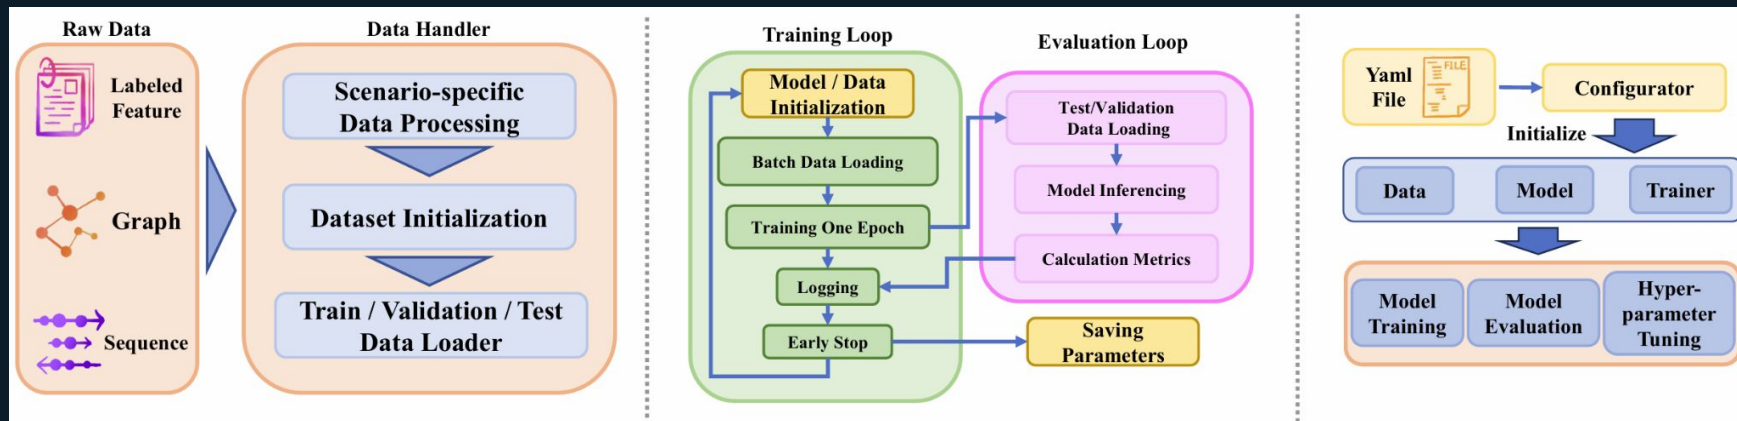 Raw Data
Labeled
Feature
Graph
Sequence
Data Handler
Scenario-specific
Data Processing
Dataset Initialization
Train / Validation / Test
Data Loader
Training Loop
Model / Data
Initialization
Batch Data Loading
Training One Epoch
Logging
Early Stop
Evaluation Loop
Test/Validation
Data Loading
Model Inferencing
Calculation Metrics
Saving
Parameters
Yaml
File
FILE
Configurator
Initialize
Data
Model
Trainer
Model
Training
Model
Evaluation
Hyper-
parameter
Tuning